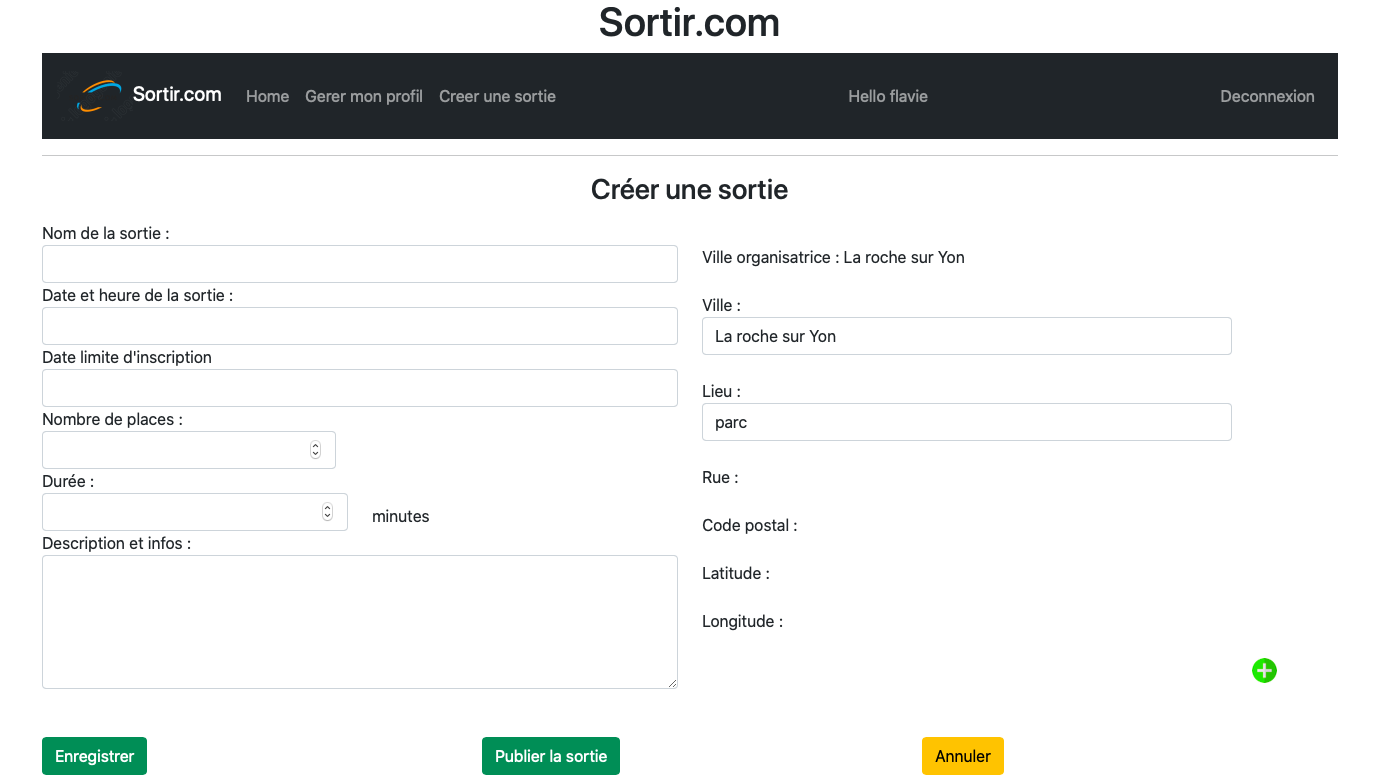 Sortir.com
Sortir.com Home Gerer mon profil Creer une sortie Hello flavie Deconnexion
Créer une sortie
Nom de la sortie :
Date et heure de la sortie :
Date limite d'inscription
Nombre de places :
Durée :
minutes
Description et infos :
Ville organisatrice : La roche sur Yon
Ville :
La roche sur Yon
Lieu :
parc
Rue :
Code postal :
Latitude :
Longitude :
Enregistrer Publier la sortie Annuler